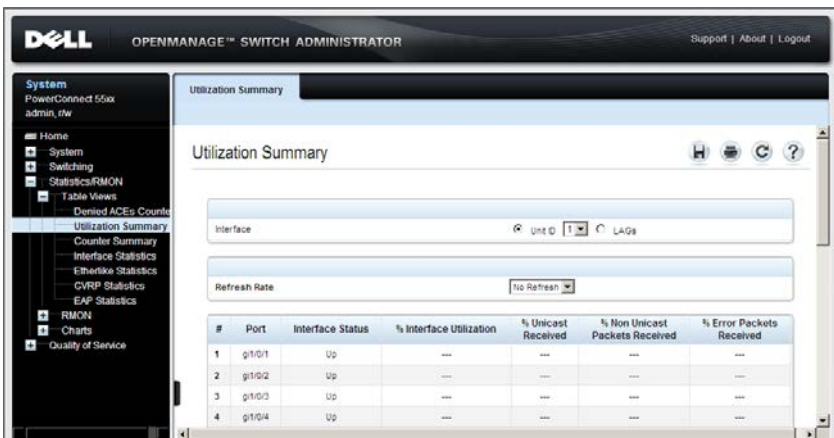 DELL
OPENMANAGE™ SWITCH ADMINISTRATOR
Support | About | Logout
System
PowerConnect 55xx
admin, r/w
Home
System
Switching
Statistics/RMON
Table Views
Denied ACEs Counte
Utilization Summary
Counter Summary
Interface Statistics
Etherlike Statistics
GVRP Statistics
EAP Statistics
RMON
Charts
Quality of Service
Utilization Summary
Utilization Summary
Interface Unit ID 1 LAGs
Refresh Rate No Refresh
# Port Interface Status % Interface Utilization % Unicast Received % Non Unicast Packets Received % Error Packets Received
1 gi1/0/1 Up --- --- --- ---
2 gi1/0/2 Up --- --- --- ---
3 gi1/0/3 Up --- --- --- ---
4 gi1/0/4 Up --- --- --- ---